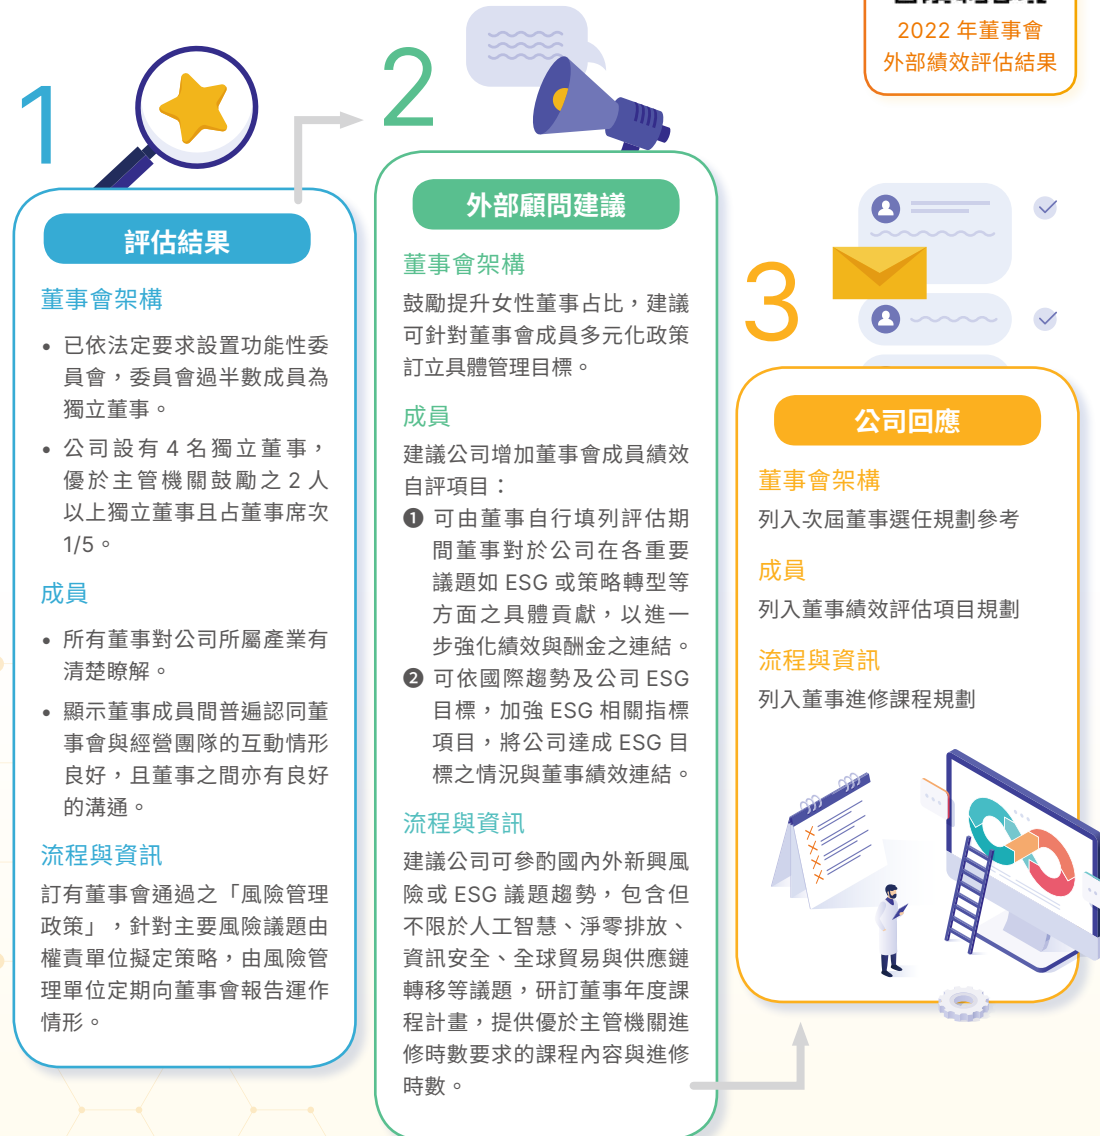 2022 年董事會
外部績效評估結果
1
評估結果
董事會架構
• 已依法定要求設置功能性委
員會，委員會過半數成員為
獨立董事。
• 公司設有 4 名獨立董事，
優於主管機關鼓勵之 2 人
以上獨立董事且占董事席次
1/5。
成員
• 所有董事對公司所屬產業有
清楚瞭解。
• 顯示董事成員間普遍認同董
事會與經營團隊的互動情形
良好，且董事之間亦有良好
的溝通。
流程與資訊
訂有董事會通過之「風險管理
政策」，針對主要風險議題由
權責單位擬定策略，由風險管
理單位定期向董事會報告運作
情形。
2
外部顧問建議
董事會架構
鼓勵提升女性董事占比，建議
可針對董事會成員多元化政策
訂立具體管理目標。
成員
建議公司增加董事會成員績效
自評項目：
❶ 可由董事自行填列評估期
間董事對於公司在各重要
議題如 ESG 或策略轉型等
方面之具體貢獻，以進一
步強化績效與酬金之連結。
❷ 可依國際趨勢及公司 ESG
目標，加強 ESG 相關指標
項目，將公司達成 ESG 目
標之情況與董事績效連結。
流程與資訊
建議公司可參酌國內外新興風
險或 ESG 議題趨勢，包含但
不限於人工智慧、淨零排放、
資訊安全、全球貿易與供應鏈
轉移等議題，研訂董事年度課
程計畫，提供優於主管機關進
修時數要求的課程內容與進修
時數。
3
公司回應
董事會架構
列入次屆董事選任規劃參考
成員
列入董事績效評估項目規劃
流程與資訊
列入董事進修課程規劃